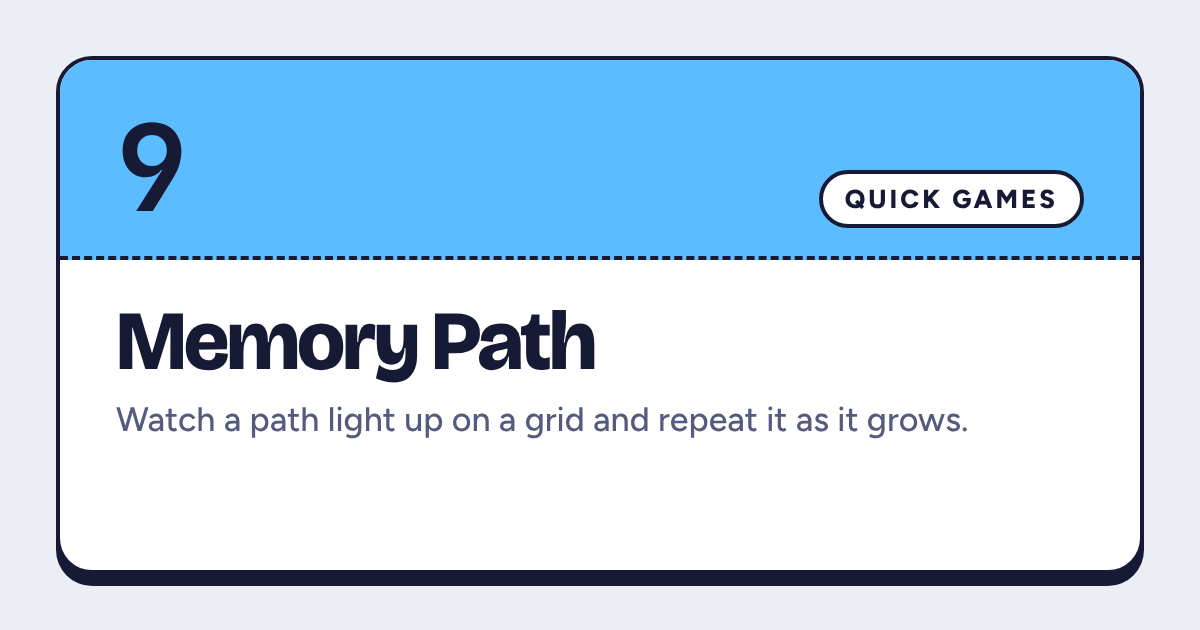 9
QUICK GAMES
Memory Path
Watch a path light up on a grid and repeat it as it grows.